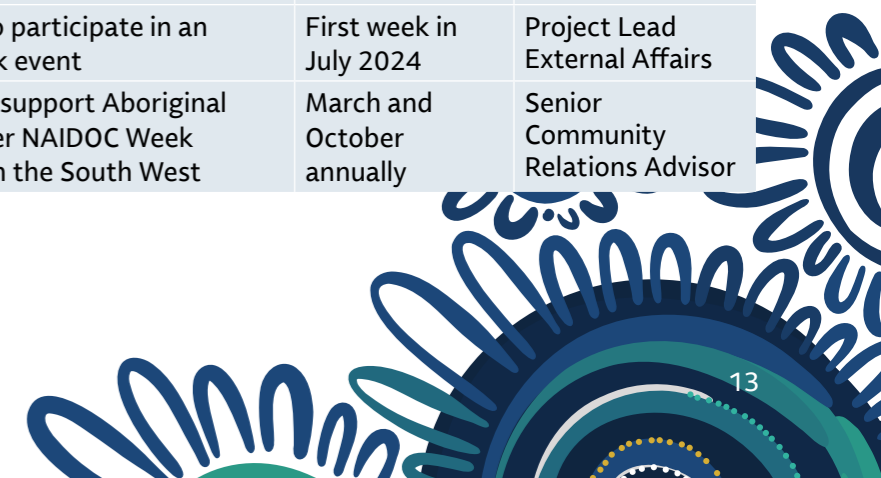 participate in an
First week in
July 2024
Project Lead
External Affairs
event
support Aboriginal
NAIDOC Week
the South West
March and
October
annually
Senior
Community
Relations Advisor
13